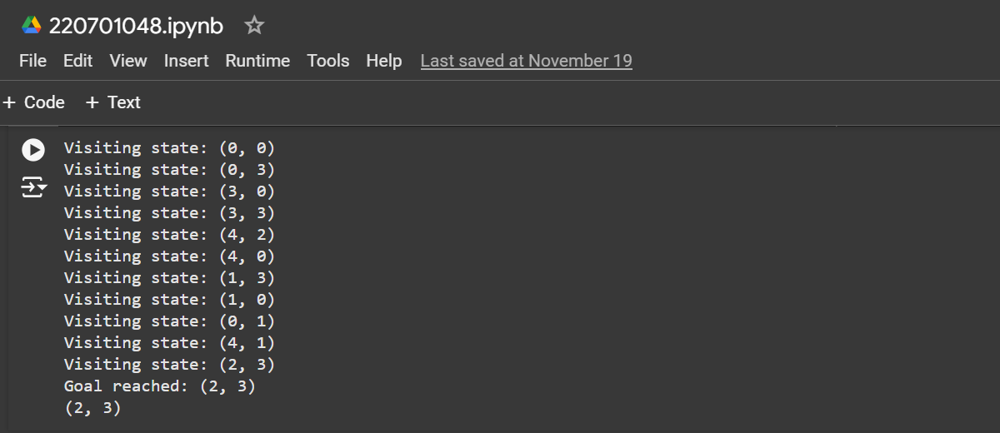 220701048.ipynb
File Edit View Insert Runtime Tools Help Last saved at November 19
+ Code + Text
Visiting state: (0, 0)
Visiting state: (0, 3)
Visiting state: (3, 0)
Visiting state: (3, 3)
Visiting state: (4, 2)
Visiting state: (4, 0)
Visiting state: (1, 3)
Visiting state: (1, 0)
Visiting state: (0, 1)
Visiting state: (4, 1)
Visiting state: (2, 3)
Goal reached: (2, 3)
(2, 3)